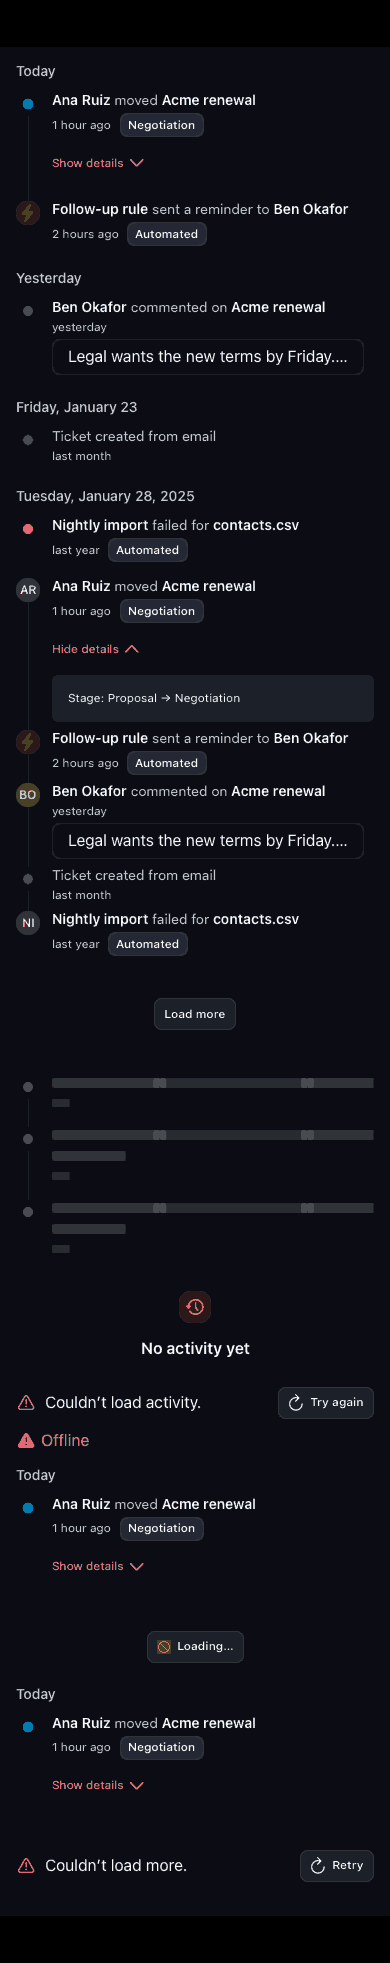 Today
Ana Ruiz moved Acme renewal
1 hour ago Negotiation
Show details
Follow-up rule sent a reminder to Ben Okafor
2 hours ago Automated
Yesterday
Ben Okafor commented on Acme renewal
yesterday
Legal wants the new terms by Friday....
Friday, January 23
Ticket created from email
last month
Tuesday, January 28, 2025
Nightly import failed for contacts.csv
last year Automated
AR Ana Ruiz moved Acme renewal
1 hour ago Negotiation
Hide details
Stage: Proposal → Negotiation
Follow-up rule sent a reminder to Ben Okafor
2 hours ago Automated
BO Ben Okafor commented on Acme renewal
yesterday
Legal wants the new terms by Friday....
Ticket created from email
last month
NI Nightly import failed for contacts.csv
last year Automated
Load more
No activity yet
Couldn’t load activity. Try again
Offline
Today
Ana Ruiz moved Acme renewal
1 hour ago Negotiation
Show details
Loading…
Today
Ana Ruiz moved Acme renewal
1 hour ago Negotiation
Show details
Couldn’t load more. Retry